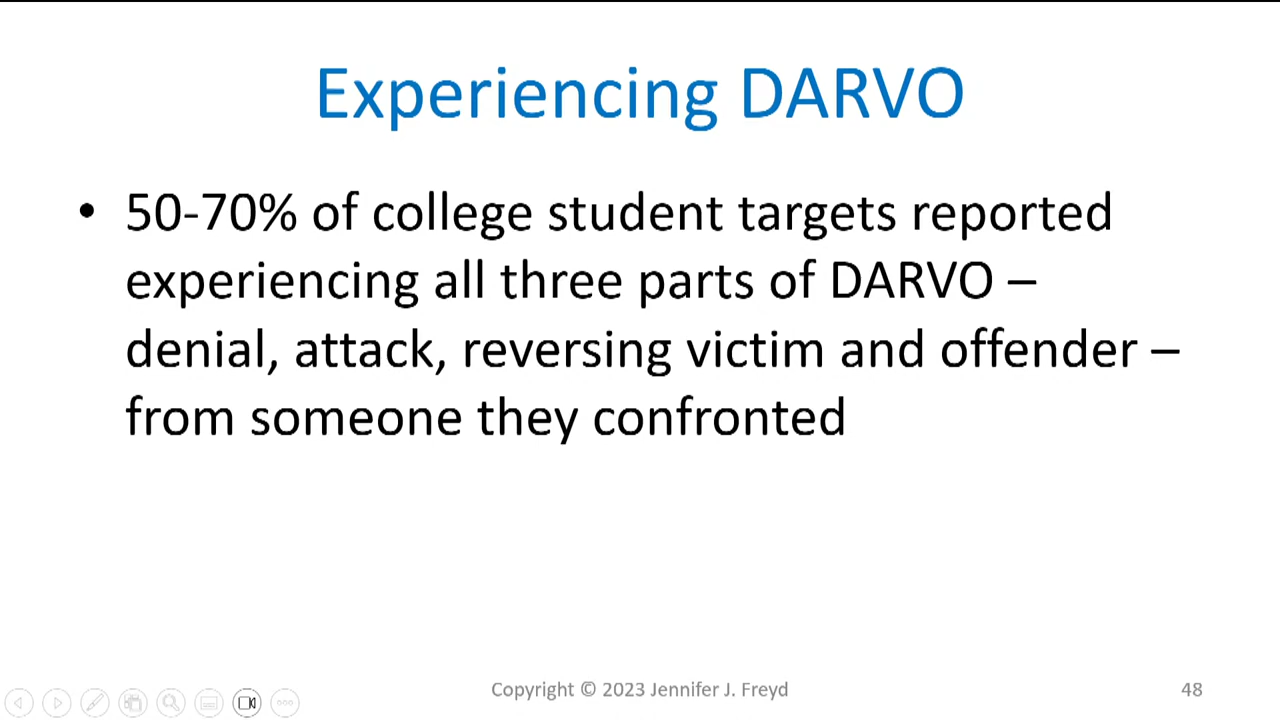 Experiencing DARVO
• 50-70% of college student targets reported
experiencing all three parts of DARVO –
denial, attack, reversing victim and offender –
from someone they confronted
Copyright © 2023 Jennifer J. Freyd
48